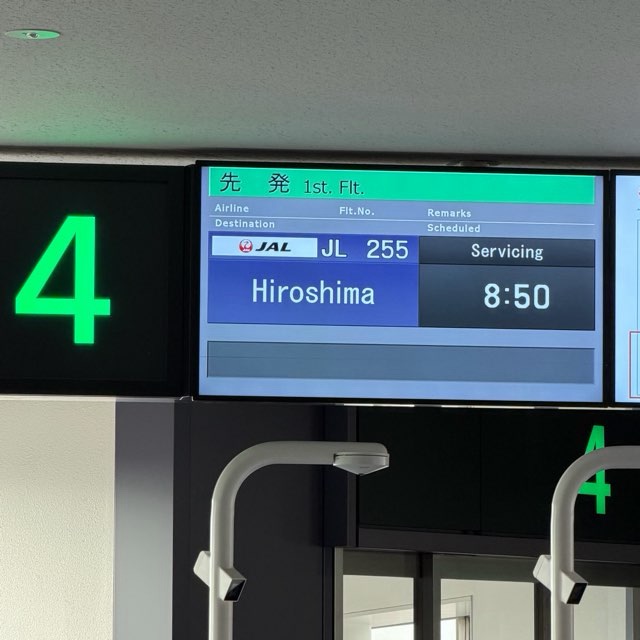 4
先 発 1st. Flt.
Airline Flt.No. Remarks
Destination Scheduled
JAL JL 255 Servicing
Hiroshima 8:50
4